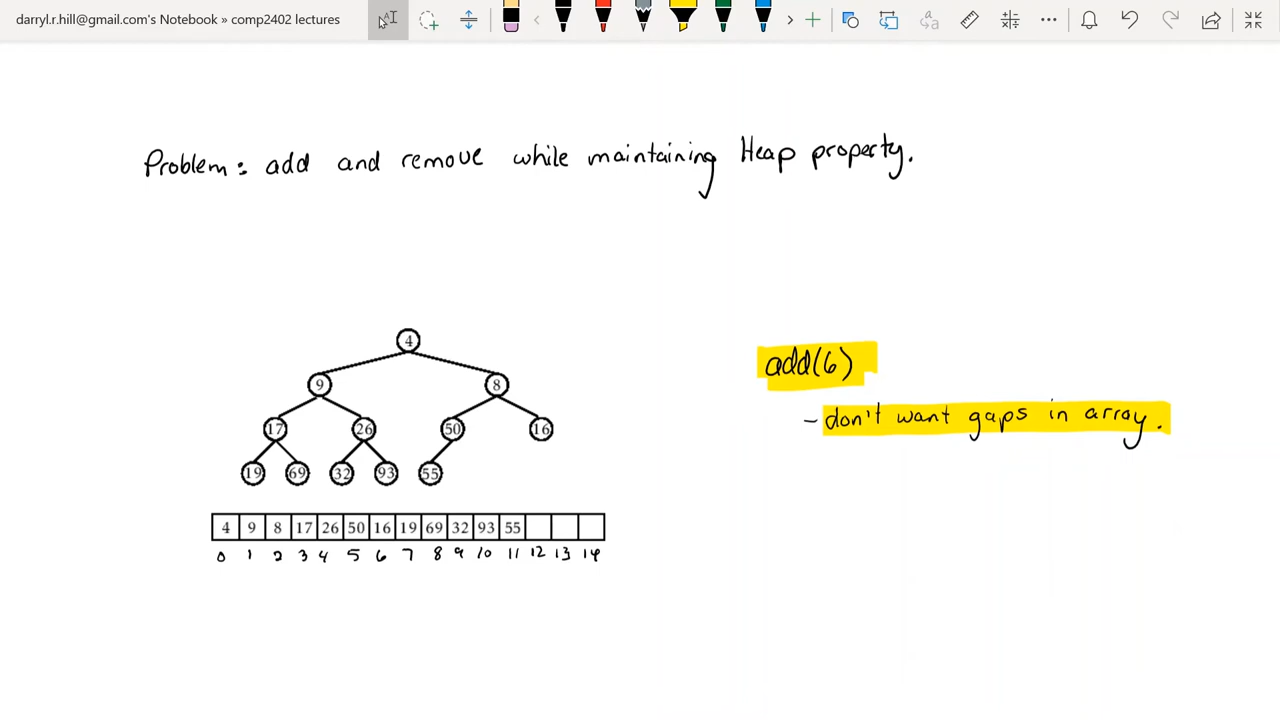 darryl.r.hill@gmail.com's Notebook » comp2402 lectures
Problem: add and remove while maintaining Heap property.
4
9 8
17 26 50 16
19 69 32 93 55
add(6)
- don't want gaps in array.
4 9 8 17 26 50 16 19 69 32 93 55
0 1 2 3 4 5 6 7 8 9 10 11 12 13 14